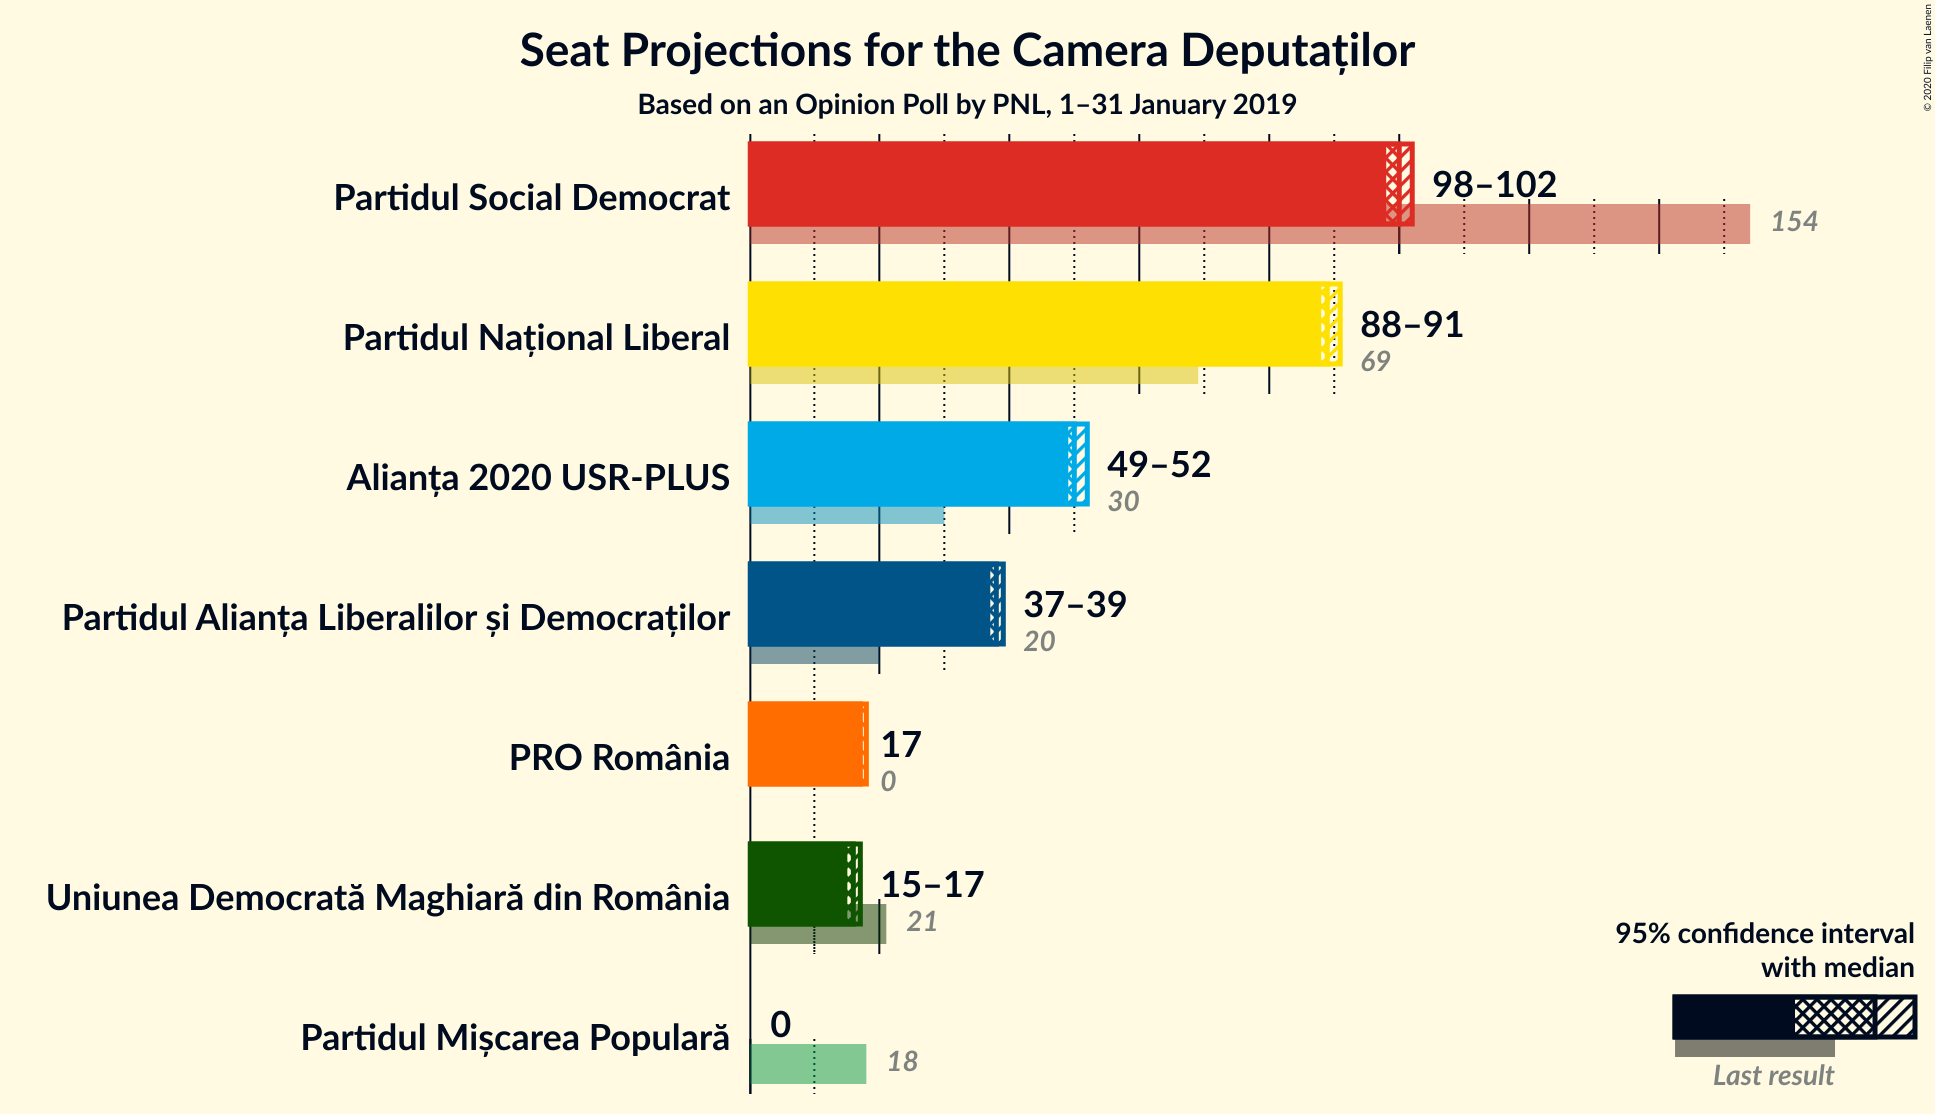 Seat Projections for the Camera Deputaților
Based on an Opinion Poll by PNL, 1–31 January 2019
© 2020 Filip van Laenen
Partidul Social Democrat
98–102
154
Partidul Național Liberal
88–91
69
Alianța 2020 USR-PLUS
49–52
30
Partidul Alianța Liberalilor și Democraților
37–39
20
PRO România
17
0
Uniunea Democrată Maghiară din România
15–17
21
Partidul Mișcarea Populară
0
18
95% confidence interval
with median
Last result